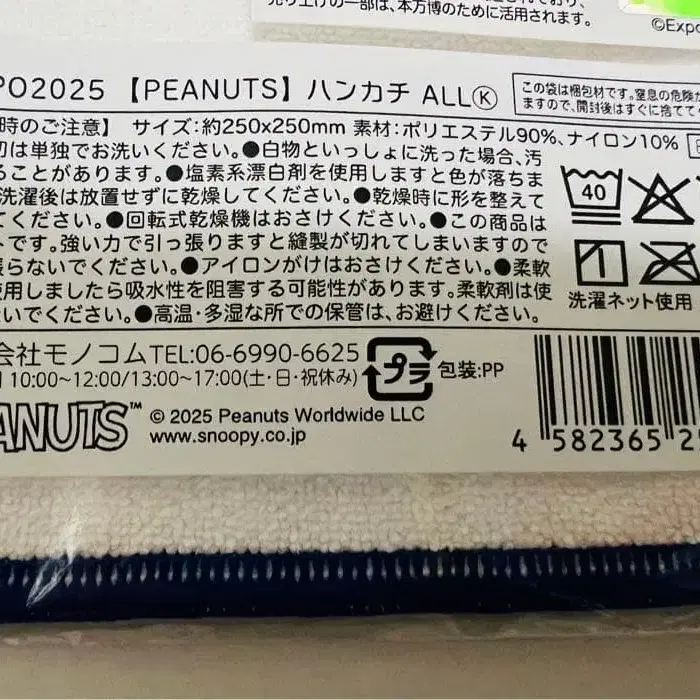 売り上げの一部は、本万博のために活用されます。
©Expo
PO2025 【PEANUTS】ハンカチ ALLⓀ
この袋は梱包材です。窒息の危険が
ますので、開封後はすぐに捨ててく
時のご注意】 サイズ:約250x250mm 素材:ポリエステル90%、ナイロン10%
切は単独でお洗いください。●白物といっしょに洗った場合、汚
ることがあります。●塩素系漂白剤を使用しますと色が落ちま
洗濯後は放置せずに乾燥してください。●乾燥時に形を整えて
てください。●回転式乾燥機はおさけください。●この商品は
トです。強い力で引っ張りますと縫製が切れてしまいますので
張らないでください。●アイロンがけはおさけください。●柔軟
使用しましたら吸水性を阻害する可能性があります。柔軟剤は使
いでください。●高温・多湿な所での保管は、お避けください。
40
洗濯ネット使用
会社モノコムTEL:06-6990-6625
10:00~12:00/13:00~17:00(土・日・祝休み)
プラ
包装:PP
ANUTS™
© 2025 Peanuts Worldwide LLC
www.snoopy.co.jp
4 582365 2